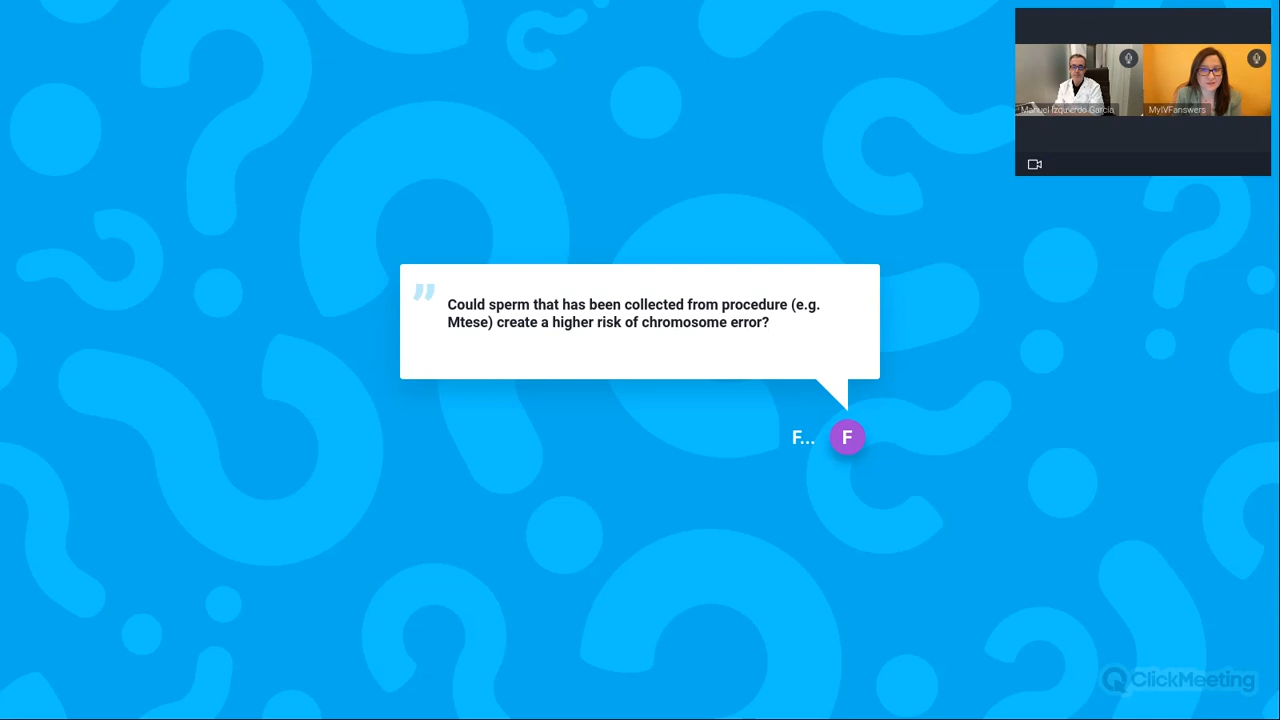 Manuel Izquierdo García
MyIVFanswers
Could sperm that has been collected from procedure (e.g.
Mtese) create a higher risk of chromosome error?
F...
F
ClickMeeting